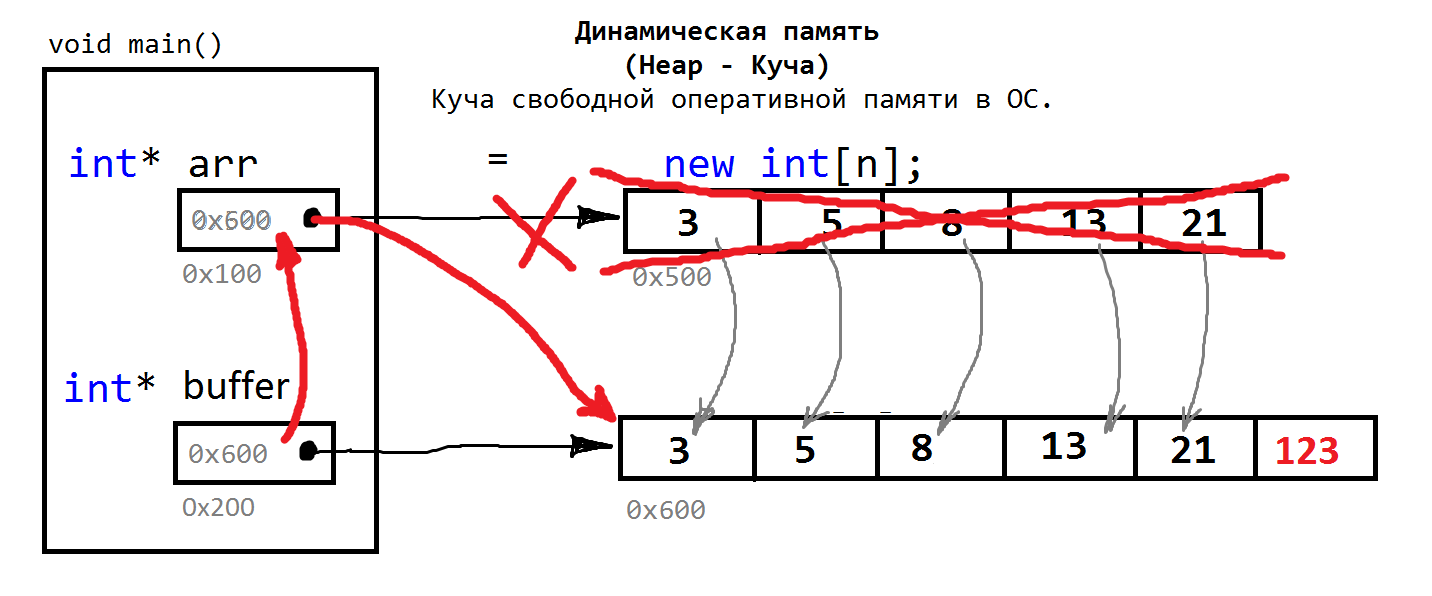 void main()
Динамическая память
(Heap - Куча)
Куча свободной оперативной памяти в ОС.
int* arr = new int[n];
0x600
3 5 8 13 21
0x100
0x500
int* buffer
0x600
3 5 8 13 21 123
0x200
0x600